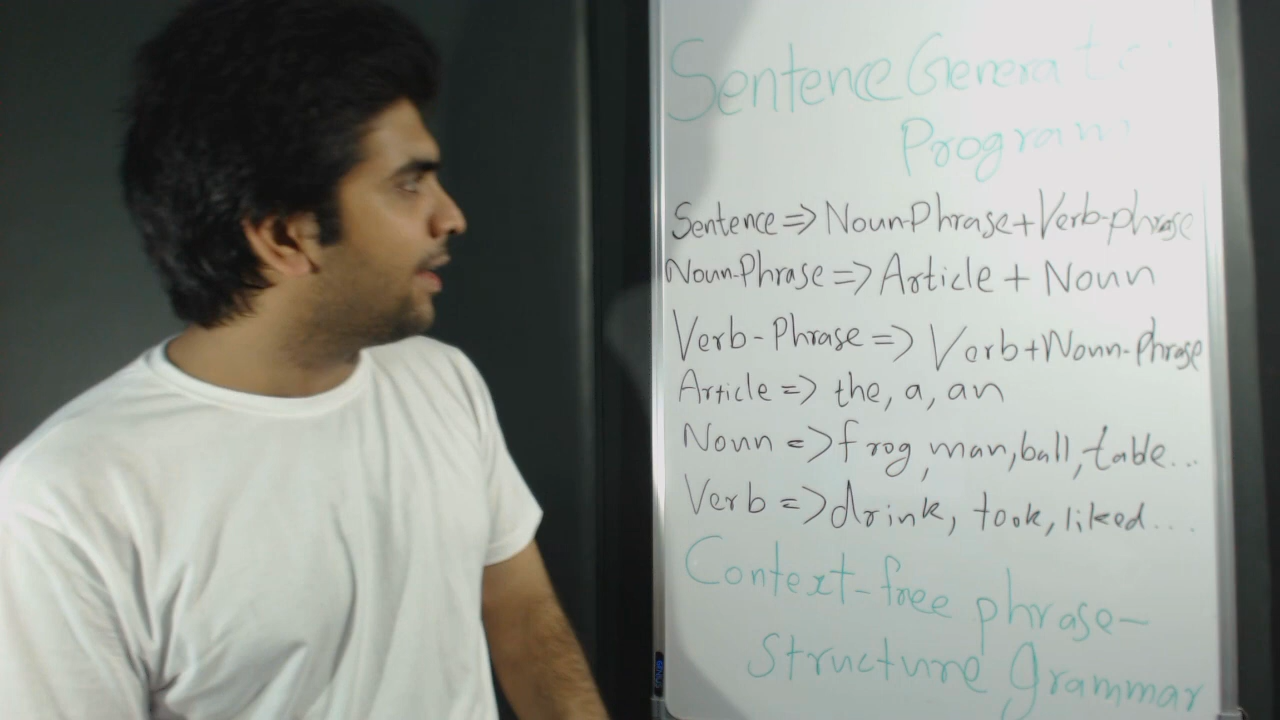 Sentence Generat
Program
Sentence => Noun-Phrase + Verb-phrase
Noun-Phrase => Article + Noun
Verb-Phrase => Verb + Noun-Phrase
Article => the, a, an
Noun => frog, man, ball, table...
Verb => drink, took, liked....
Context-free phrase-
Structure grammar